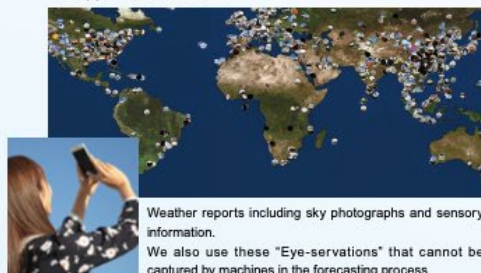 Weather reports including sky photographs and sensory
information.
We also use these “Eye-servations” that cannot be
captured by machines in the forecasting process.